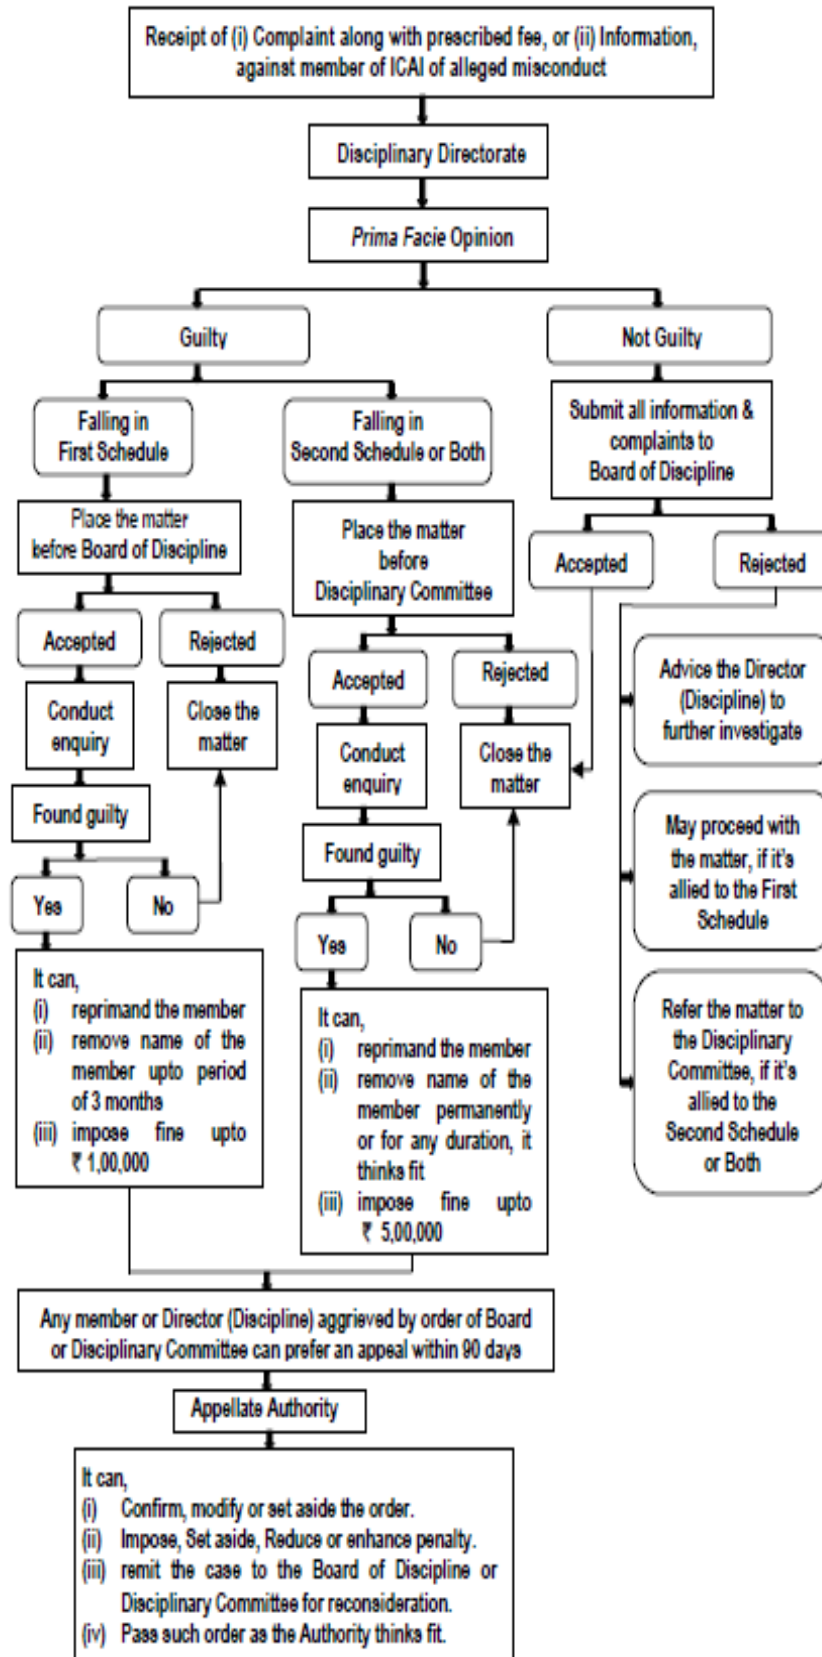 Receipt of (i) Complaint along with prescribed fee, or (ii) Information,
against member of ICAI of alleged misconduct
Disciplinary Directorate
Prima Facie Opinion
Guilty
Not Guilty
Falling in
First Schedule
Falling in
Second Schedule or Both
Submit all information &
complaints to
Board of Discipline
Place the matter
before Board of Discipline
Place the matter
before
Disciplinary Committee
Accepted
Rejected
Accepted
Rejected
Accepted
Rejected
Conduct
enquiry
Close the
matter
Conduct
enquiry
Close the
matter
Advice the Director
(Discipline) to
further investigate
Found guilty
Found guilty
May proceed with
the matter, if it's
allied to the First
Schedule
Yes
No
Yes
No
It can,
(i) reprimand the member
(ii) remove name of the
member upto period
of 3 months
(iii) impose fine upto
₹ 1,00,000
It can,
(i) reprimand the member
(ii) remove name of the
member permanently
or for any duration, it
thinks fit
(iii) impose fine upto
₹ 5,00,000
Refer the matter to
the Disciplinary
Committee, if it's
allied to the
Second Schedule
or Both
Any member or Director (Discipline) aggrieved by order of Board
or Disciplinary Committee can prefer an appeal within 90 days
Appellate Authority
It can,
(i) Confirm, modify or set aside the order.
(ii) Impose, Set aside, Reduce or enhance penalty.
(iii) remit the case to the Board of Discipline or
Disciplinary Committee for reconsideration.
(iv) Pass such order as the Authority thinks fit.